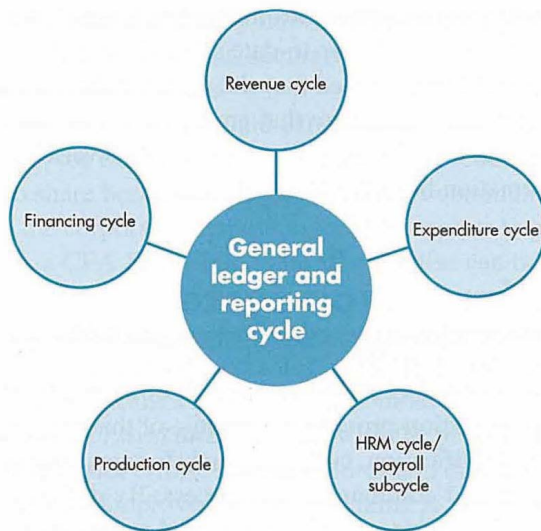 Revenue cycle
Financing cycle
General
ledger and
reporting
cycle
Expenditure cycle
Production cycle
HRM cycle/
payroll
subcycle